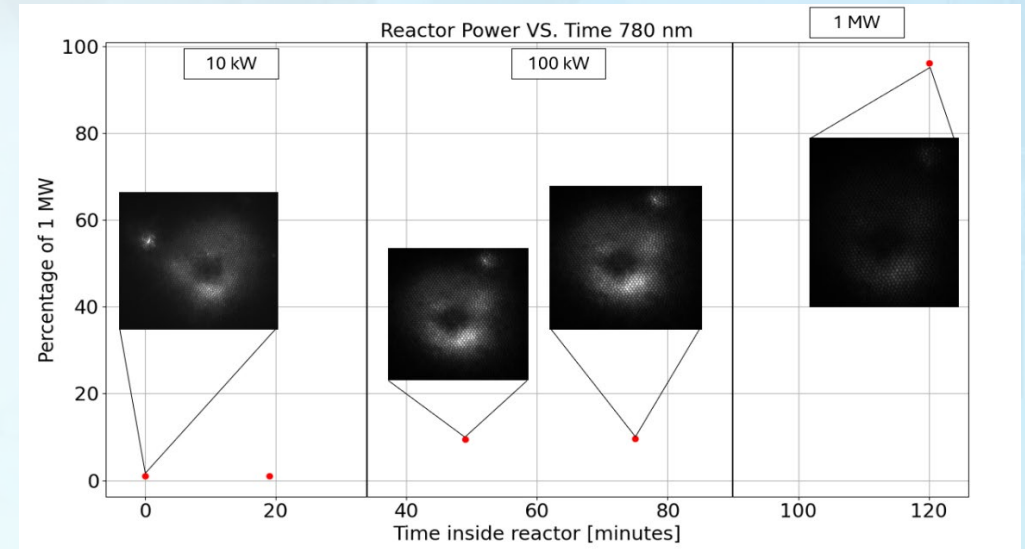 1 MW
Reactor Power VS. Time 780 nm
10 kW
100 kW
100
80
60
40
20
0
Percentage of 1 MW
0 20 40 60 80 100 120
Time inside reactor [minutes]